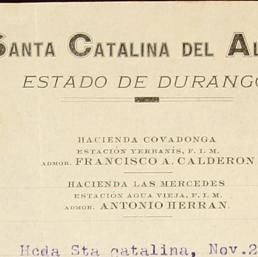 SANTA CATALINA DEL AL
ESTADO DE DURANGO
HACIENDA COVADONGA
ESTACIÓN YERBANÍS, F. I. M.
ADMOR. FRANCISCO A. CALDERON
HACIENDA LAS MERCEDES
ESTACIÓN AGUA VIEJA, F. I. M.
ADMOR. ANTONIO HERRAN.
Hcda Sta catalina, Nov. 2